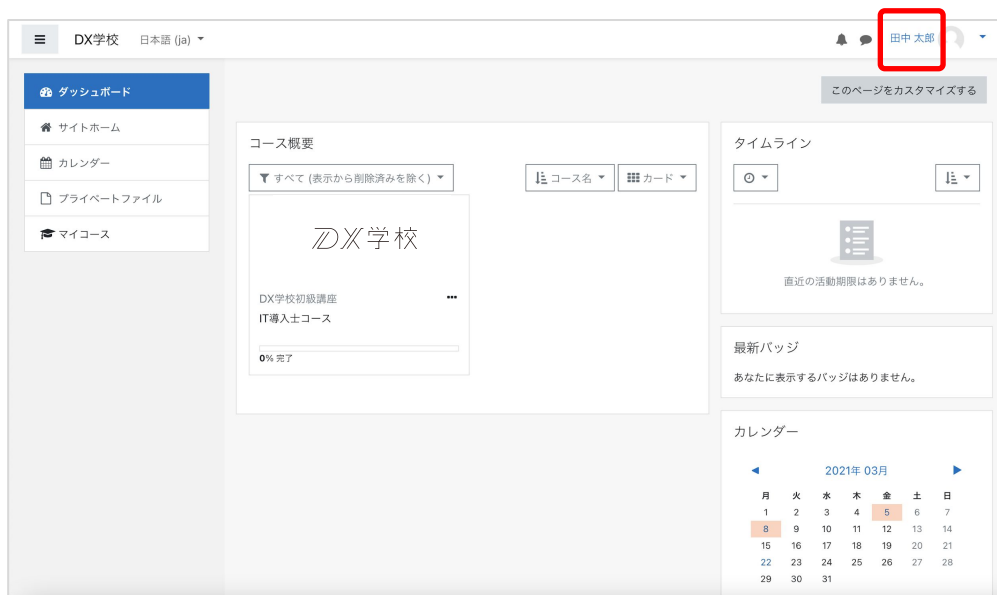 DX学校 日本語 (ja) 田中 太郎
ダッシュボード
サイトホーム
カレンダー
プライベートファイル
マイコース
このページをカスタマイズする
コース概要
すべて (表示から削除済みを除く) コース名 カード
DX学校
DX学校初級講座
IT導入士コース
0% 完了
タイムライン
直近の活動期限はありません。
最新バッジ
あなたに表示するバッジはありません。
カレンダー
2021年 03月
月 火 水 木 金 土 日
1 2 3 4 5 6 7
8 9 10 11 12 13 14
15 16 17 18 19 20 21
22 23 24 25 26 27 28
29 30 31